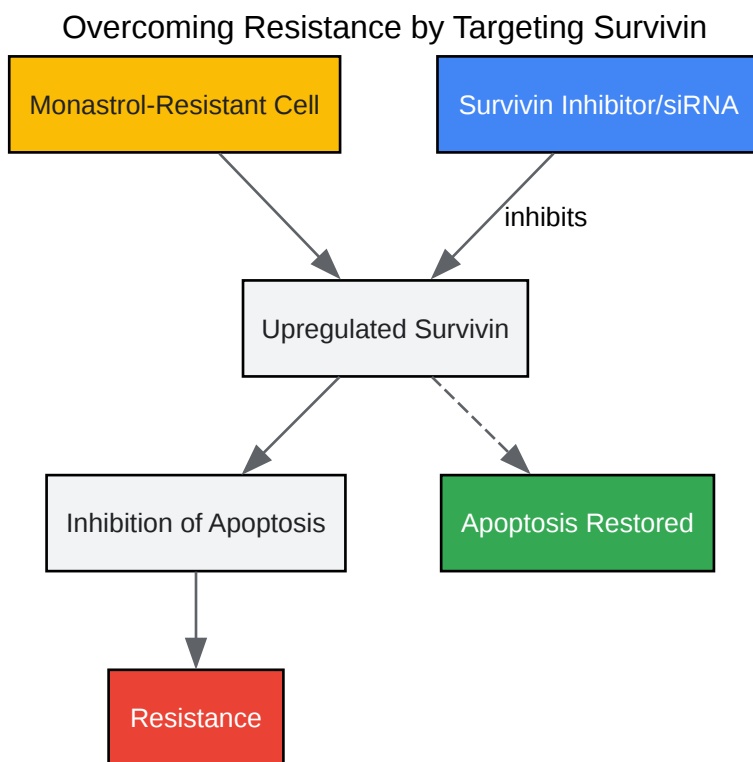 Overcoming Resistance by Targeting Survivin
Monastrol-Resistant Cell
Survivin Inhibitor/siRNA
inhibits
Upregulated Survivin
Inhibition of Apoptosis
Apoptosis Restored
Resistance